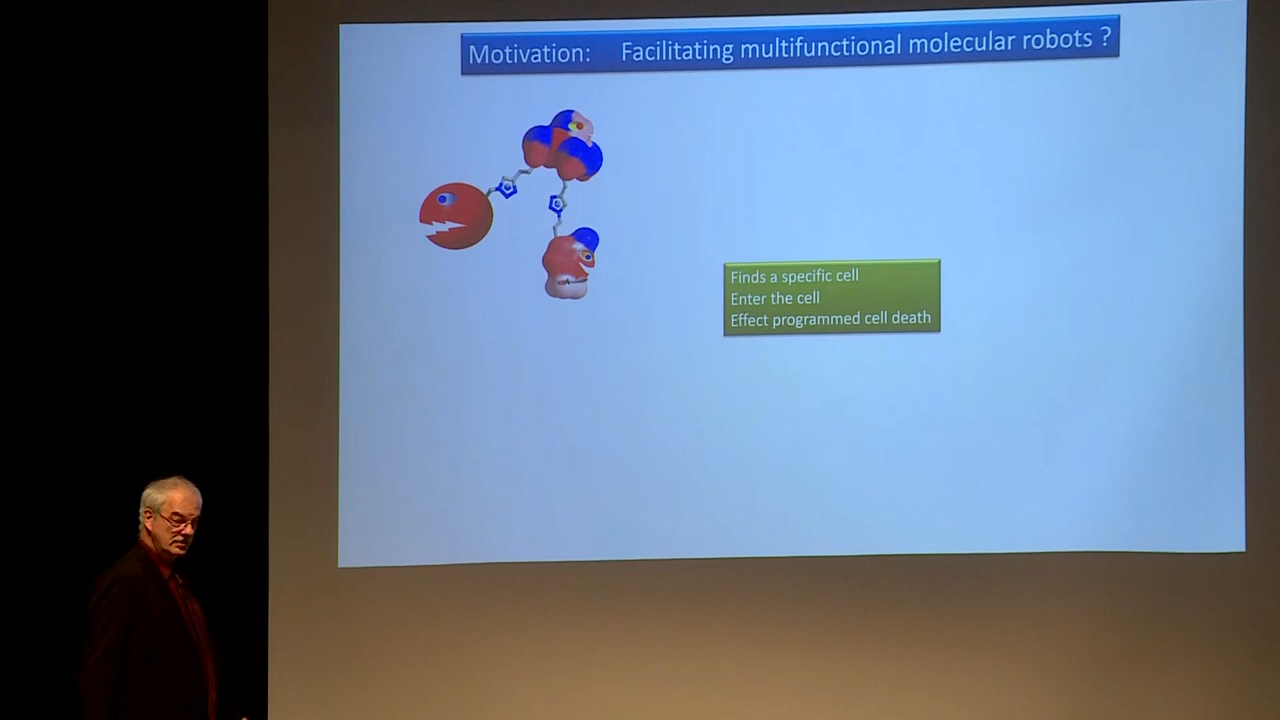 Motivation: Facilitating multifunctional molecular robots ?
Finds a specific cell
Enter the cell
Effect programmed cell death